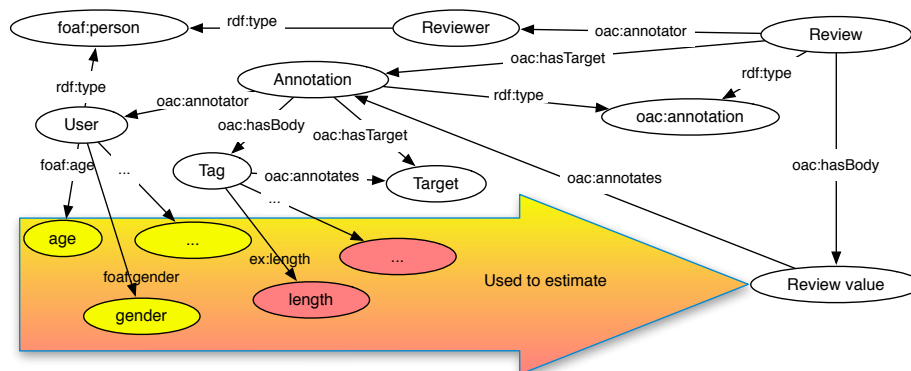 foaf:person
rdf:type
Reviewer
oac:annotator
Review
oac:hasTarget
rdf:type
Annotation
rdf:type
oac:annotation
rdf:type
oac:annotator
User
oac:hasBody
oac:hasTarget
oac:hasBody
foaf:age
...
Tag
oac:annotates
Target
oac:annotates
...
age
...
foaf:gender
ex:length
...
Used to estimate
Review value
gender
length